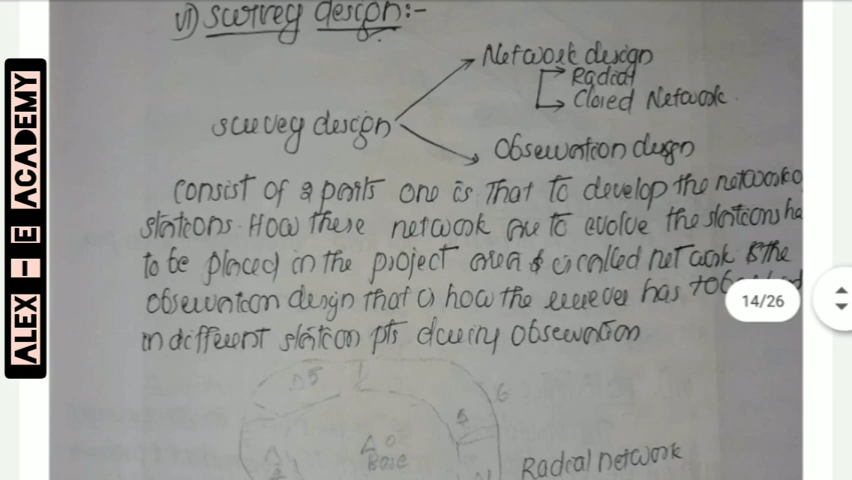 vi) survey design:-
Network design
Radial
Closed Network
survey design
Observation design
consist of 2 parts one is that to develop the network o
stations. How these network are to evolve the stations ha
to be placed in the project area & is called network & the
observation design that is how the has
in different station pts during observation
5
6
5
Base
Radial network
14/26
ALEX - E ACADEMY